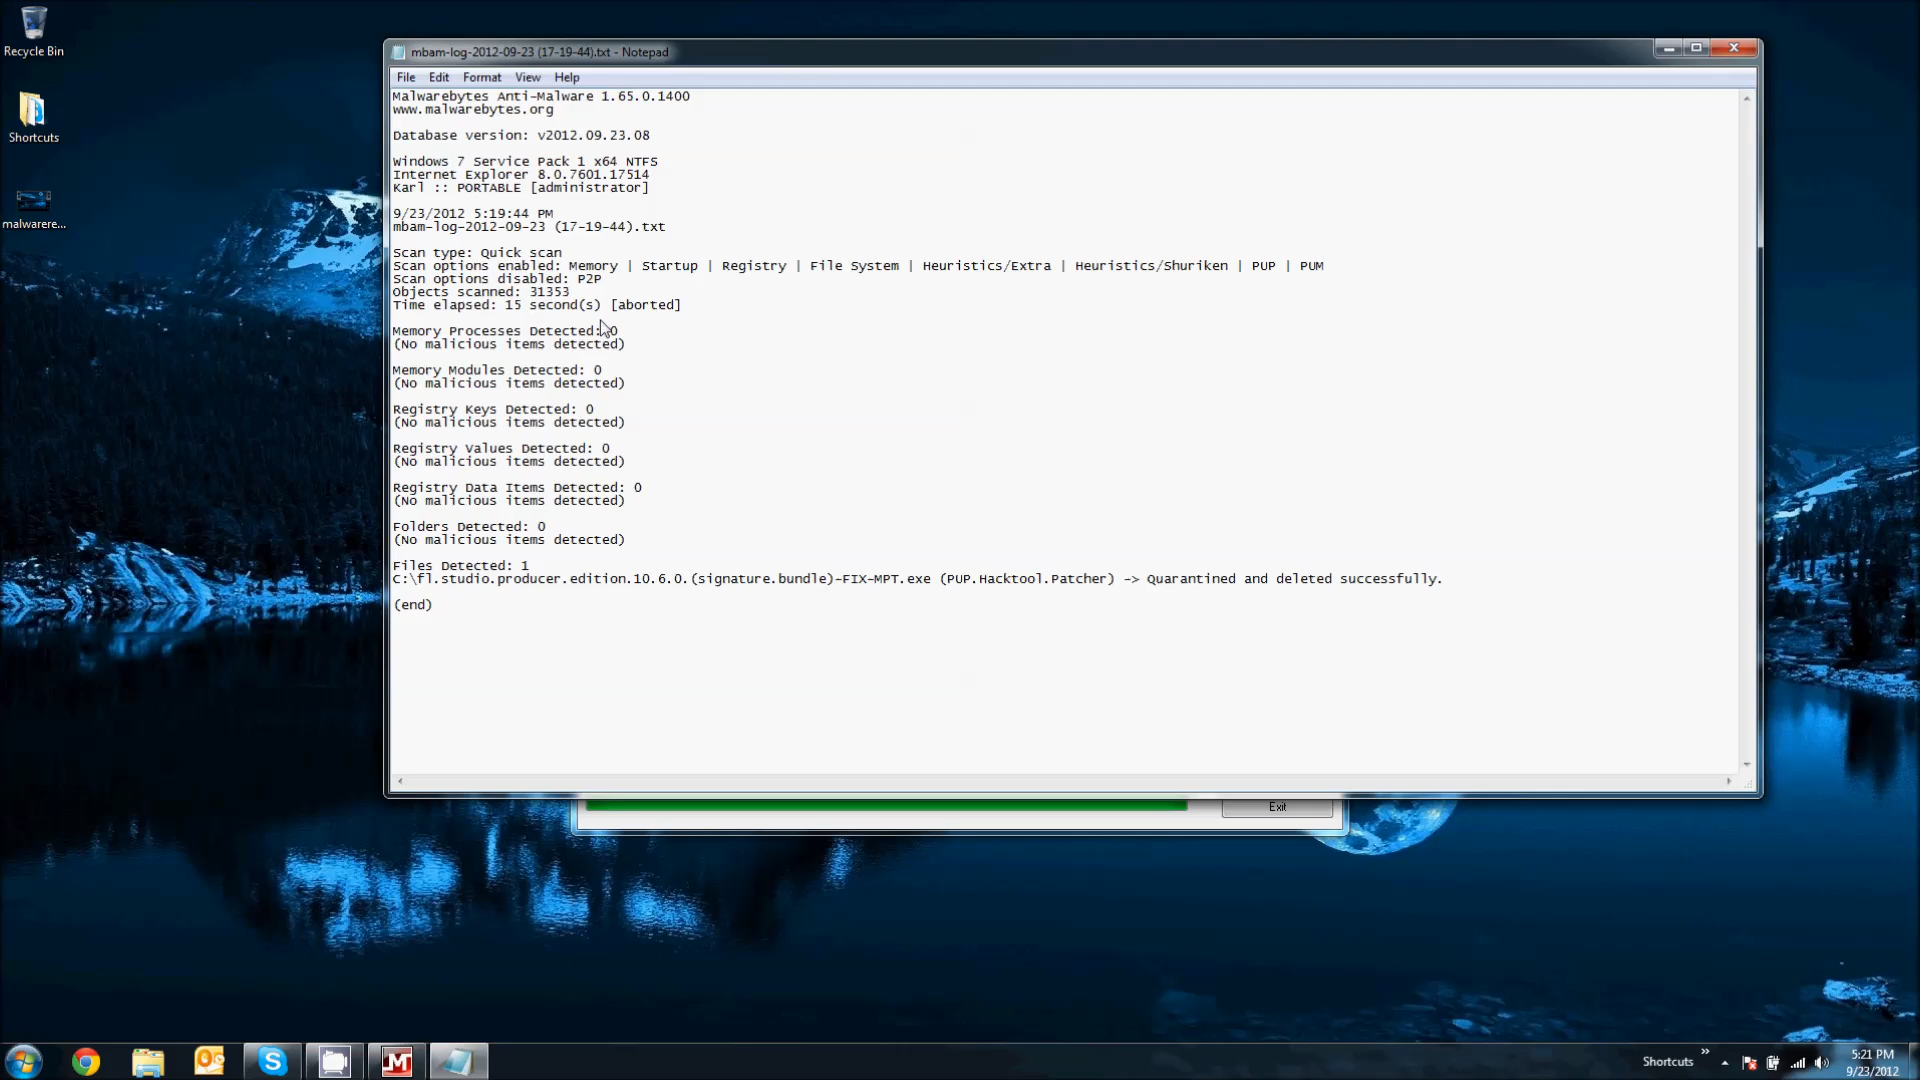 Recycle Bin
Shortcuts
malwarere...
mbam-log-2012-09-23 (17-19-44).txt - Notepad
File Edit Format View Help
Malwarebytes Anti-Malware 1.65.0.1400
www.malwarebytes.org
Database version: v2012.09.23.08
Windows 7 Service Pack 1 x64 NTFS
Internet Explorer 8.0.7601.17514
Karl :: PORTABLE [administrator]
9/23/2012 5:19:44 PM
mbam-log-2012-09-23 (17-19-44).txt
Scan type: Quick scan
Scan options enabled: Memory | Startup | Registry | File System | Heuristics/Extra | Heuristics/Shuriken | PUP | PUM
Scan options disabled: P2P
Objects scanned: 31353
Time elapsed: 15 second(s) [aborted]
Memory Processes Detected: 0
(No malicious items detected)
Memory Modules Detected: 0
(No malicious items detected)
Registry Keys Detected: 0
(No malicious items detected)
Registry Values Detected: 0
(No malicious items detected)
Registry Data Items Detected: 0
(No malicious items detected)
Folders Detected: 0
(No malicious items detected)
Files Detected: 1
C:\fl.studio.producer.edition.10.6.0.(signature.bundle)-FIX-MPT.exe (PUP.Hacktool.Patcher) -> Quarantined and deleted successfully.
(end)
Exit
Shortcuts
5:21 PM
9/23/2012